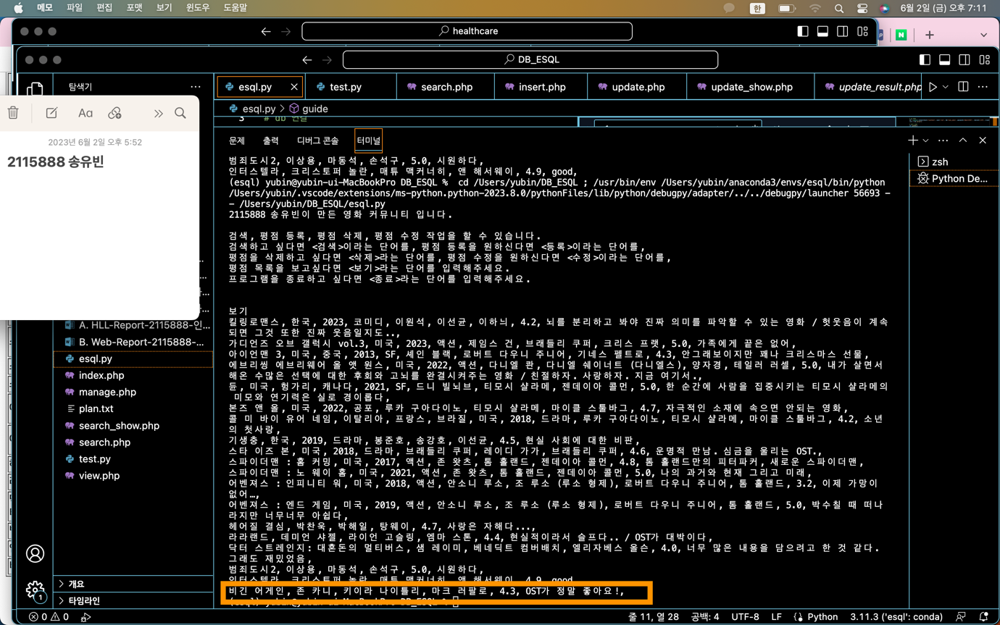 메모 파일 편집 포맷 보기 윈도우 도움말
한
6월 2일 (금) 오후 7:11
healthcare
DB_ESQL
탐색기
esql.py
test.py
search.php
insert.php
update.php
update_show.php
update_result.php
esql.py > guide
3 # db 연결
2023년 6월 2일 오후 5:52
2115888 송유빈
A. HLL-Report-2115888-인...
B. Web-Report-2115888-...
esql.py
index.php
manage.php
plan.txt
search_show.php
search.php
test.py
view.php
개요
타임라인
문제 출력 디버그 콘솔 터미널
zsh
Python De...
범죄도시2, 이상용, 마동석, 손석구, 5.0, 시원하다,
인터스텔라, 크리스토퍼 놀란, 매튜 맥커너히, 앤 해서웨이, 4.9, good,
(esql) yubin@yubin-ui-MacBookPro DB_ESQL % cd /Users/yubin/DB_ESQL ; /usr/bin/env /Users/yubin/anaconda3/envs/esql/bin/python
/Users/yubin/.vscode/extensions/ms-python.python-2023.8.0/pythonFiles/lib/python/debugpy/adapter/../../debugpy/launcher 56693 -
- /Users/yubin/DB_ESQL/esql.py
2115888 송유빈이 만든 영화 커뮤니티 입니다.
검색, 평점 등록, 평점 삭제, 평점 수정 작업을 할 수 있습니다.
검색하고 싶다면 <검색>이라는 단어를, 평점 등록을 원하신다면 <등록>이라는 단어를,
평점을 삭제하고 싶다면 <삭제>라는 단어를, 평점 수정을 원하신다면 <수정>이라는 단어를,
평점 목록을 보고싶다면 <보기>라는 단어를 입력해주세요.
프로그램을 종료하고 싶다면 <종료>라는 단어를 입력해주세요.
보기
킬링로맨스, 한국, 2023, 코미디, 이원석, 이선균, 이하늬, 4.2, 뇌를 분리하고 봐야 진짜 의미를 파악할 수 있는 영화 / 헛웃음이 계속
되면 그것 또한 진짜 웃음일지도..,
가디언즈 오브 갤럭시 vol.3, 미국, 2023, 액션, 제임스 건, 브래들리 쿠퍼, 크리스 프랫, 5.0, 가족에게 끝은 없어,
아이언맨 3, 미국, 중국, 2013, SF, 셰인 블랙, 로버트 다우니 주니어, 기네스 펠트로, 4.3, 안그래보이지만 꽤나 크리스마스 선물,
에브리씽 에브리웨어 올 앳 원스, 미국, 2022, 액션, 다니엘 콴, 다니엘 쉐이너트 (다니엘스), 양자경, 테일러 러셀, 5.0, 내가 살면서
해온 수많은 선택에 대한 후회와 고뇌를 완결시켜주는 영화 / 친절하자. 사랑하자. 지금 여기서.,
듄, 미국, 헝가리, 캐나다, 2021, SF, 드니 빌뇌브, 티모시 샬라메, 젠데이아 콜먼, 5.0, 한 순간에 사람을 집중시키는 티모시 샬라메의
미모와 연기력은 실로 경이롭다,
본즈 앤 올, 미국, 2022, 공포, 루카 구아다이노, 티모시 샬라메, 마이클 스툴바그, 4.7, 자극적인 소재에 속으면 안되는 영화,
콜 미 바이 유어 네임, 이탈리아, 프랑스, 브라질, 미국, 2018, 드라마, 루카 구아다이노, 티모시 샬라메, 마이클 스툴바그, 4.2, 소년
의 첫사랑,
기생충, 한국, 2019, 드라마, 봉준호, 송강호, 이선균, 4.5, 현실 사회에 대한 비판,
스타 이즈 본, 미국, 2018, 드라마, 브래들리 쿠퍼, 레이디 가가, 브래들리 쿠퍼, 4.6, 운명적 만남. 심금을 울리는 OST.,
스파이더맨 : 홈 커밍, 미국, 2017, 액션, 존 왓츠, 톰 홀랜드, 젠데이아 콜먼, 4.8, 톰 홀랜드만의 피터파커, 새로운 스파이더맨,
스파이더맨 : 노 웨이 홈, 미국, 2021, 액션, 존 왓츠, 톰 홀랜드, 젠데이아 콜먼, 5.0, 나의 과거와 현재 그리고 미래,
어벤져스 : 인피니티 워, 미국, 2018, 액션, 안소니 루소, 조 루소 (루소 형제), 로버트 다우니 주니어, 톰 홀랜드, 3.2, 이제 가망이
없어…,
어벤져스 : 엔드 게임, 미국, 2019, 액션, 안소니 루소, 조 루소 (루소 형제), 로버트 다우니 주니어, 톰 홀랜드, 5.0, 박수칠 때 떠나
라지만 너무너무 아쉽다,
헤어질 결심, 박찬욱, 박해일, 탕웨이, 4.7, 사랑은 자해다...,
라라랜드, 데미언 샤젤, 라이언 고슬링, 엠마 스톤, 4.4, 현실적이라서 슬프다.. / OST가 대박이다,
닥터 스트레인지: 대혼돈의 멀티버스, 샘 레이미, 베네딕트 컴버배치, 엘리자베스 올슨, 4.0, 너무 많은 내용을 담으려고 한 것 같다.
그래도 재밌었음,
범죄도시2, 이상용, 마동석, 손석구, 5.0, 시원하다,
인터스텔라, 크리스토퍼 놀란, 매튜 맥커너히, 앤 해서웨이, 4.9, good,
비긴 어게인, 존 카니, 키이라 나이틀리, 마크 러팔로, 4.3, OST가 정말 좋아요!,
(esql) yubin@yubin-ui-MacBookPro DB_ESQL %
0 0
줄 11, 열 28 공백: 4 UTF-8 LF Python 3.11.3 ('esql': conda)